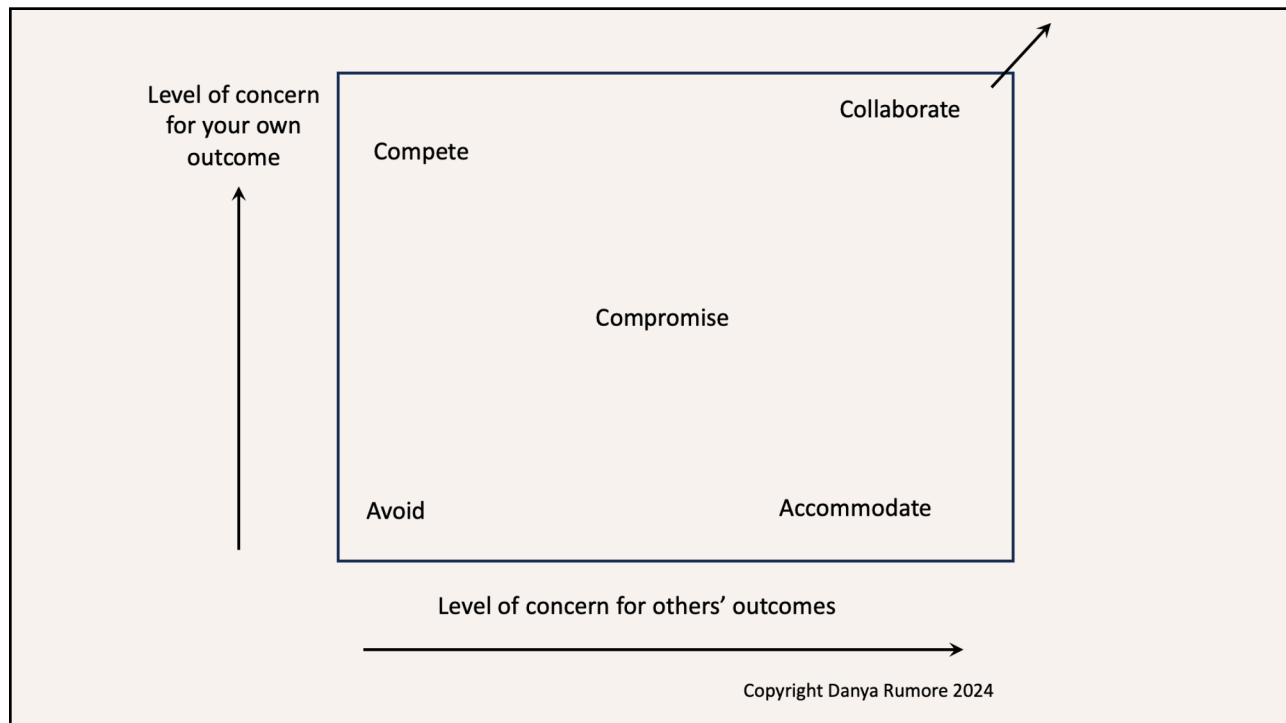 Level of concern
for your own
outcome
Collaborate
Compete
Compromise
Avoid
Accommodate
Level of concern for others’ outcomes
Copyright Danya Rumore 2024